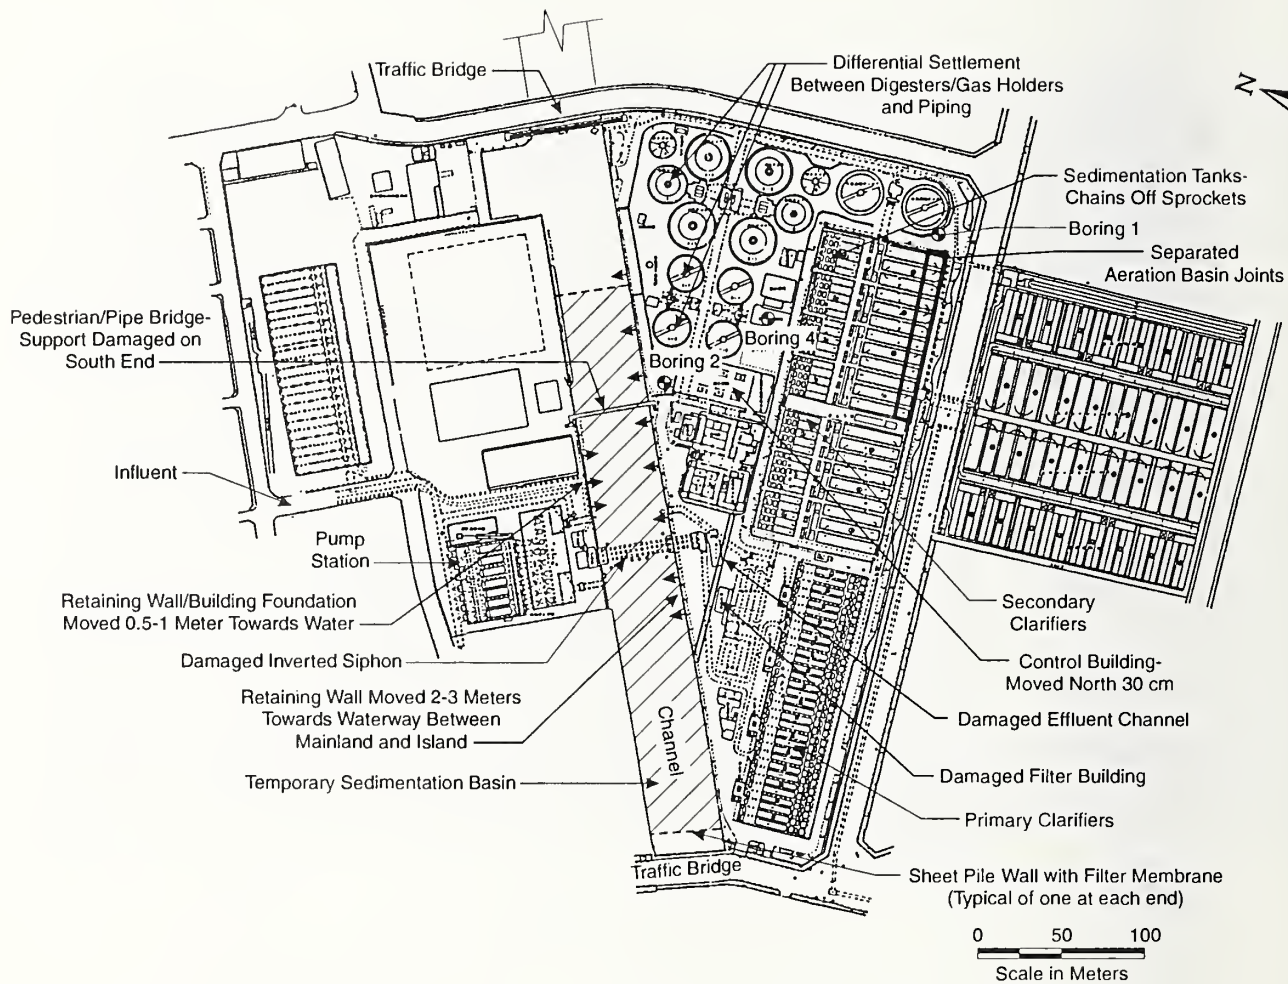 Traffic Bridge
Differential Settlement
Between Digesters/Gas Holders
and Piping
N
Sedimentation Tanks-
Chains Off Sprockets
Boring 1
Separated
Aeration Basin Joints
Pedestrian/Pipe Bridge-
Support Damaged on
South End
Boring 4
Boring 2
Influent
Pump
Station
Retaining Wall/Building Foundation
Moved 0.5-1 Meter Towards Water
Secondary
Clarifiers
Damaged Inverted Siphon
Control Building-
Moved North 30 cm
Retaining Wall Moved 2-3 Meters
Towards Waterway Between
Mainland and Island
Damaged Effluent Channel
Channel
Temporary Sedimentation Basin
Damaged Filter Building
Primary Clarifiers
Traffic Bridge
Sheet Pile Wall with Filter Membrane
(Typical of one at each end)
0 50 100
Scale in Meters